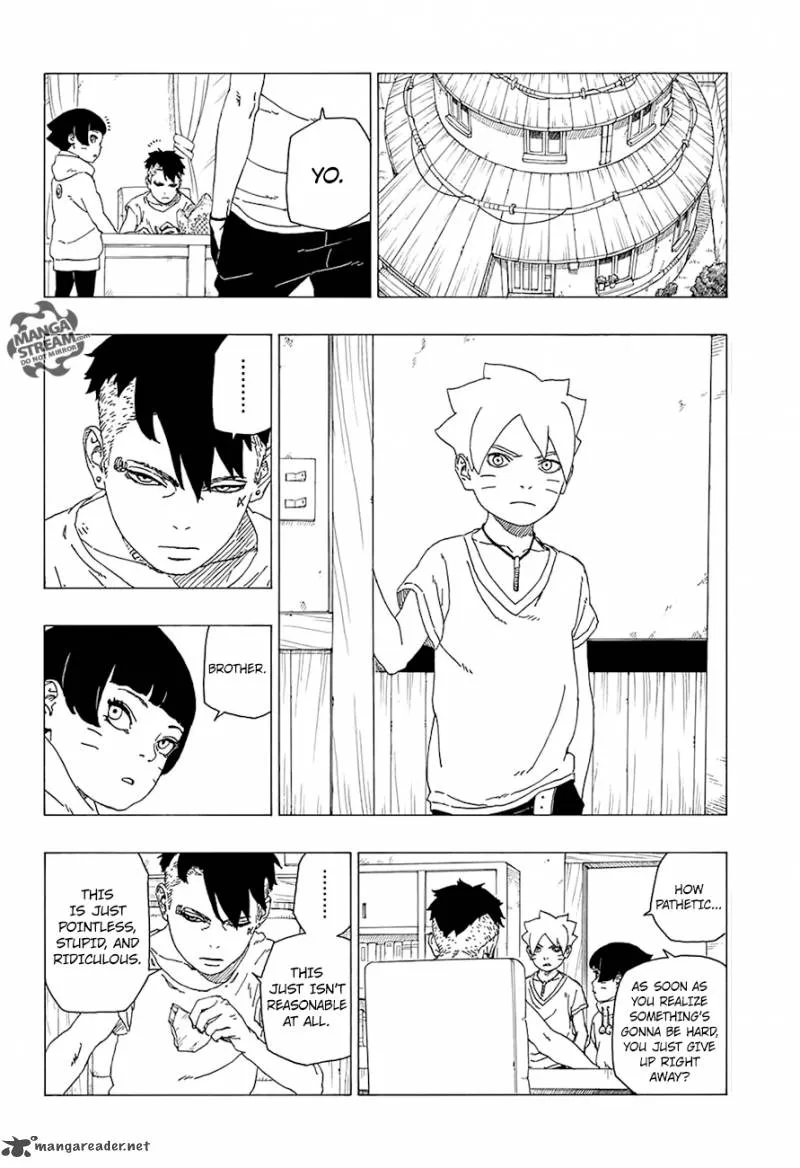 YO.
MANGA
STREAM.com
DO NOT MIRROR
........
BROTHER.
HOW
PATHETIC...
AS SOON AS
YOU REALIZE
SOMETHING'S
GONNA BE HARD,
YOU JUST GIVE
UP RIGHT
AWAY?
........
THIS
JUST ISN'T
REASONABLE
AT ALL.
THIS
IS JUST
POINTLESS,
STUPID, AND
RIDICULOUS.
mangareader.net